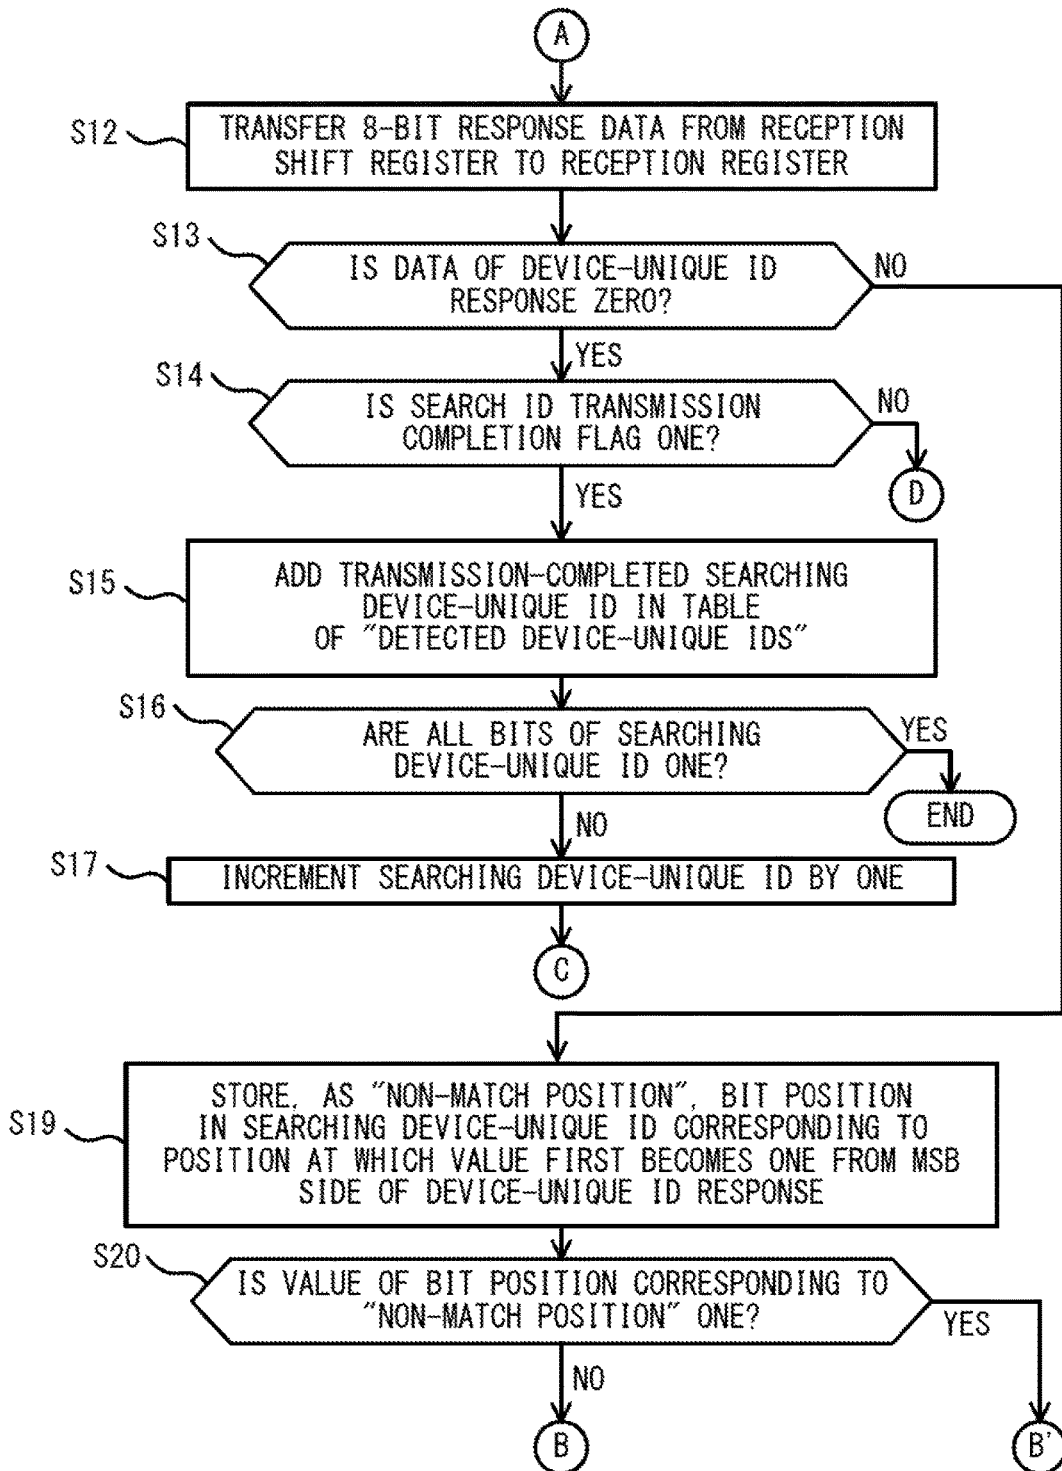 A
S12
TRANSFER 8-BIT RESPONSE DATA FROM RECEPTION
SHIFT REGISTER TO RECEPTION REGISTER
S13
IS DATA OF DEVICE-UNIQUE ID
RESPONSE ZERO?
NO
YES
S14
IS SEARCH ID TRANSMISSION
COMPLETION FLAG ONE?
NO
D
YES
S15
ADD TRANSMISSION-COMPLETED SEARCHING
DEVICE-UNIQUE ID IN TABLE
OF "DETECTED DEVICE-UNIQUE IDS"
S16
ARE ALL BITS OF SEARCHING
DEVICE-UNIQUE ID ONE?
YES
END
NO
S17
INCREMENT SEARCHING DEVICE-UNIQUE ID BY ONE
C
S19
STORE, AS "NON-MATCH POSITION", BIT POSITION
IN SEARCHING DEVICE-UNIQUE ID CORRESPONDING TO
POSITION AT WHICH VALUE FIRST BECOMES ONE FROM MSB
SIDE OF DEVICE-UNIQUE ID RESPONSE
S20
IS VALUE OF BIT POSITION CORRESPONDING TO
"NON-MATCH POSITION" ONE?
YES
NO
B
B'